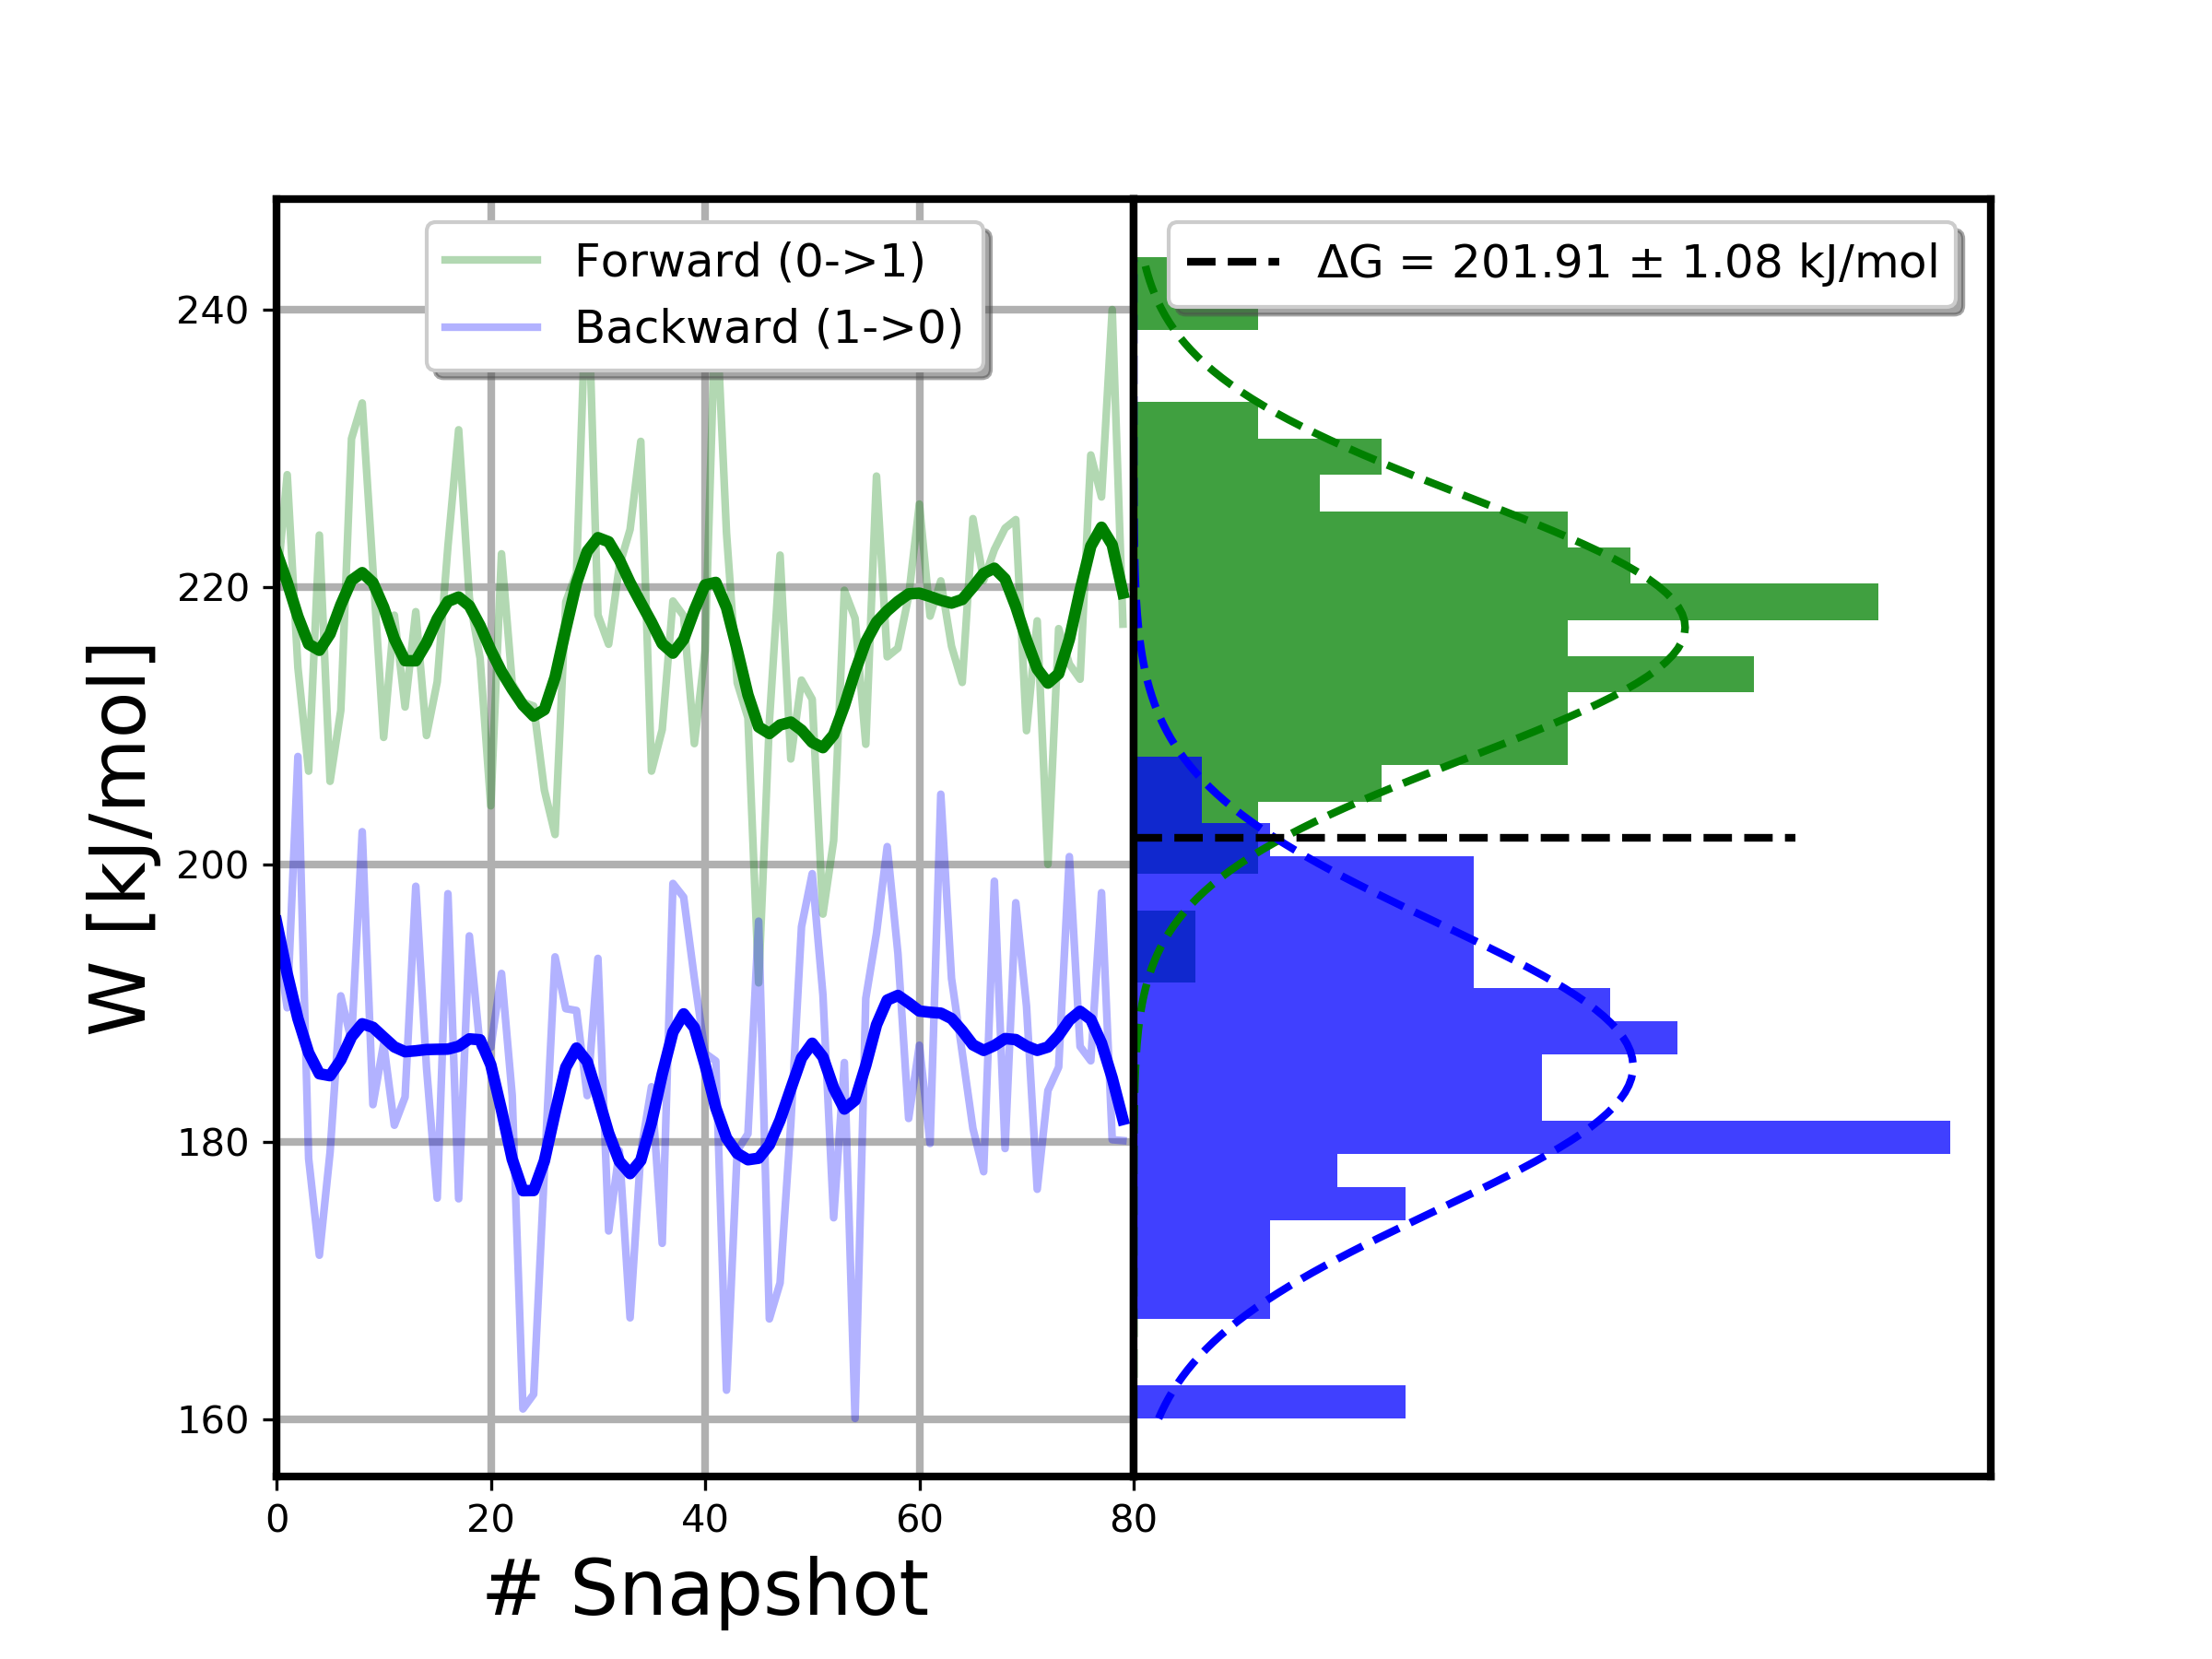 Forward (0->1)
Backward (1->0)
ΔG = 201.91 ± 1.08 kJ/mol
W [kJ/mol]
240
220
200
180
160
0 20 40 60 80
# Snapshot